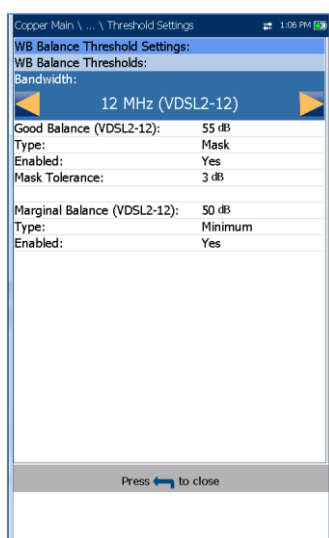 Copper Main \ ... \ Threshold Settings 1:06 PM
WB Balance Threshold Settings:
WB Balance Thresholds:
Bandwidth:
12 MHz (VDSL2-12)
Good Balance (VDSL2-12): 55 dB
Type: Mask
Enabled: Yes
Mask Tolerance: 3 dB
Marginal Balance (VDSL2-12): 50 dB
Type: Minimum
Enabled: Yes
Press to close